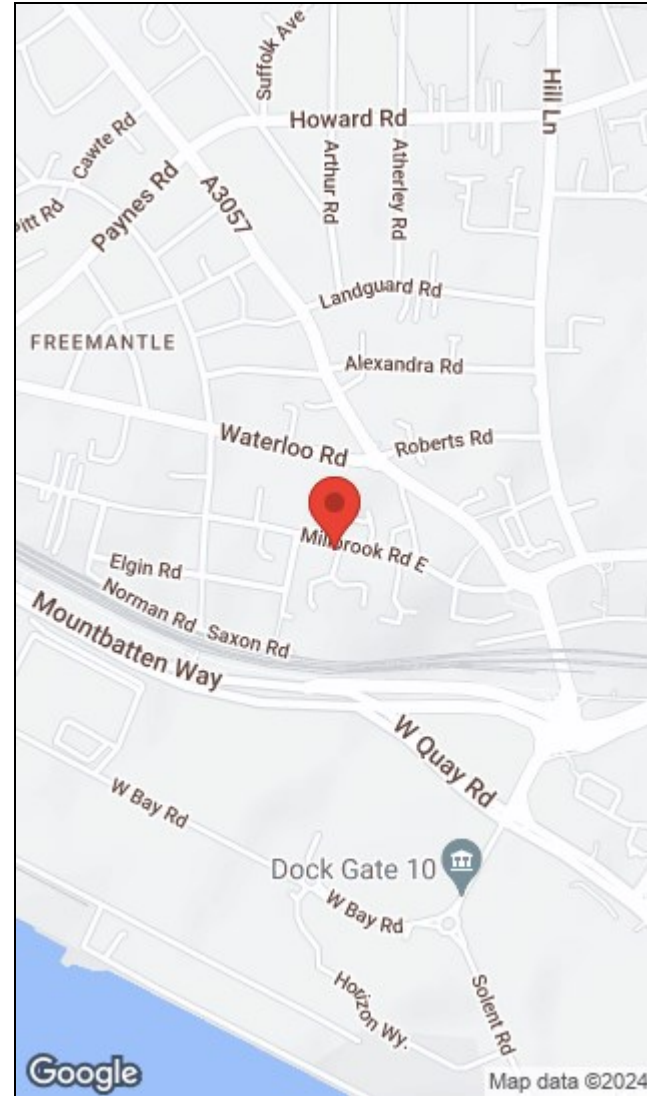 Suffolk Ave
Hill Ln
Howard Rd
Cawte Rd
Arthur Rd
Atherley Rd
A3057
Pitt Rd
Paynes Rd
Landguard Rd
FREEMANTLE
Alexandra Rd
Waterloo Rd
Roberts Rd
Millbrook Rd E
Elgin Rd
Norman Rd
Saxon Rd
Mountbatten Way
W Quay Rd
W Bay Rd
Dock Gate 10
W Bay Rd
Horizon Wy.
Solent Rd
Google
Map data ©2024